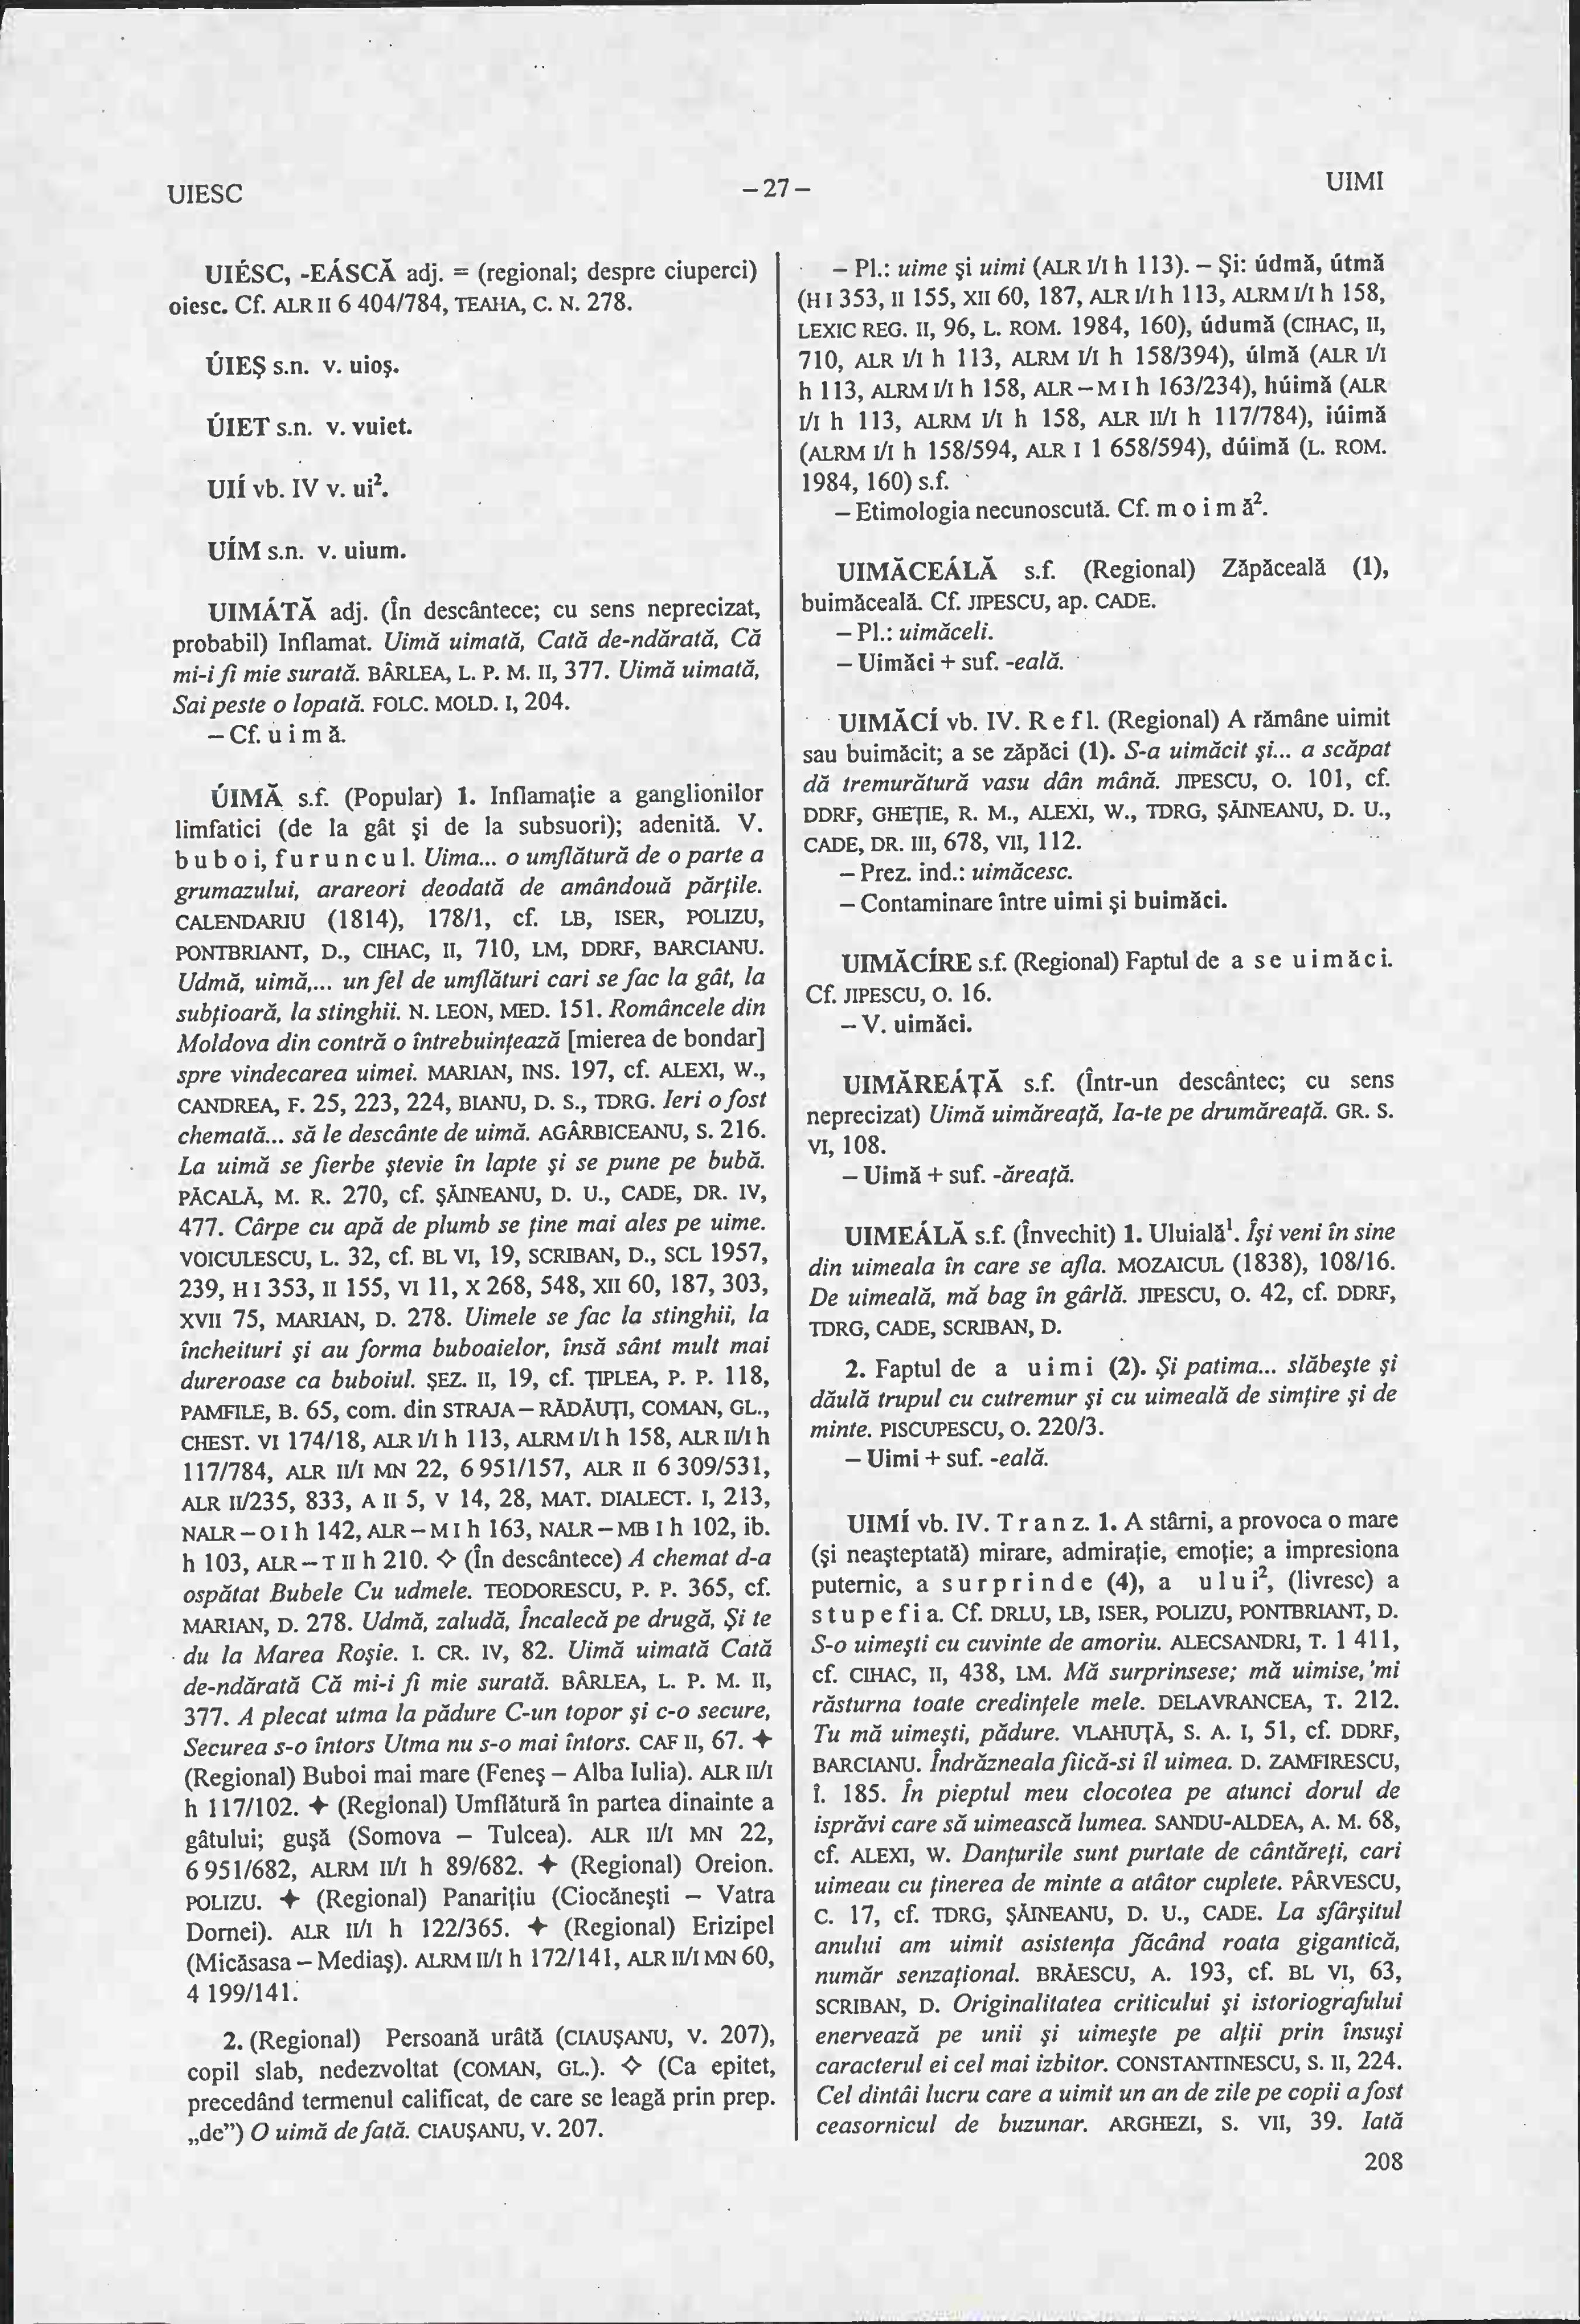 UIESC
– 27 –
UIMI
UIÉSC, -EÁSCĂ adj. = (regional; despre ciuperci)
oiesc. Cf. ALR II 6 404/784, TEAHA, C. N. 278.
ÚIEŞ s.n. v. uioş.
ÚIET s.n. v. vuiet.
UIÍ vb. IV v. ui².
UÍM s.n. v. uium.
UIMÁTĂ adj. (În descântece; cu sens neprecizat,
probabil) Inflamat. Uimă uimată, Cată de-ndărată, Că
mi-i fi mie surată. BÂRLEA, L. P. M. II, 377. Uimă uimată,
Sai peste o lopată. FOLC. MOLD. I, 204.
– Cf. u i m ă.
ÚIMĂ s.f. (Popular) 1. Inflamaţie a ganglionilor
limfatici (de la gât şi de la subsuori); adenită. V.
b u b o i, f u r u n c u l. Uima... o umflătură de o parte a
grumazului, arareori deodată de amândouă părţile.
CALENDARIU (1814), 178/1, cf. LB, ISER, POLIZU,
PONTBRIANT, D., CIHAC, II, 710, LM, DDRF, BARCIANU.
Udmă, uimă,... un fel de umflături cari se fac la gât, la
subţioară, la stinghii. N. LEON, MED. 151. Româncele din
Moldova din contră o întrebuinţează [mierea de bondar]
spre vindecarea uimei. MARIAN, INS. 197, cf. ALEXI, W.,
CANDREA, F. 25, 223, 224, BIANU, D. S., TDRG. Ieri o fost
chemată... să le descânte de uimă. AGÂRBICEANU, S. 216.
La uimă se fierbe ştevie în lapte şi se pune pe bubă.
PĂCALĂ, M. R. 270, cf. ŞĂINEANU, D. U., CADE, DR. IV,
477. Cârpe cu apă de plumb se ţine mai ales pe uime.
VOICULESCU, L. 32, cf. BL VI, 19, SCRIBAN, D., SCL 1957,
239, H I 353, II 155, VI 11, X 268, 548, XII 60, 187, 303,
XVII 75, MARIAN, D. 278. Uimele se fac la stinghii, la
încheituri şi au forma buboaielor, însă sânt mult mai
dureroase ca buboiul. ŞEZ. II, 19, cf. ŢIPLEA, P. P. 118,
PAMFILE, B. 65, com. din STRAJA – RĂDĂUŢI, COMAN, GL.,
CHEST. VI 174/18, ALR I/I h 113, ALRM I/I h 158, ALR II/I h
117/784, ALR II/I MN 22, 6 951/157, ALR II 6 309/531,
ALR II/235, 833, A II 5, V 14, 28, MAT. DIALECT. I, 213,
NALR – O I h 142, ALR – M I h 163, NALR – MB I h 102, ib.
h 103, ALR – T II h 210. ◇ (În descântece) A chemat d-a
ospătat Bubele Cu udmele. TEODORESCU, P. P. 365, cf.
MARIAN, D. 278. Udmă, zaludă, Încalecă pe drugă, Şi te
du la Marea Roşie. I. CR. IV, 82. Uimă uimată Cată
de-ndărată Că mi-i fi mie surată. BÂRLEA, L. P. M. II,
377. A plecat utma la pădure C-un topor şi c-o secure,
Securea s-o întors Utma nu s-o mai întors. CAF II, 67. ✦
(Regional) Buboi mai mare (Feneş – Alba Iulia). ALR II/I
h 117/102. ✦ (Regional) Umflătură în partea dinainte a
gâtului; guşă (Somova – Tulcea). ALR II/I MN 22,
6 951/682, ALRM II/I h 89/682. ✦ (Regional) Oreion.
POLIZU. ✦ (Regional) Panariţiu (Ciocăneşti – Vatra
Dornei). ALR II/I h 122/365. ✦ (Regional) Erizipel
(Micăsasa – Mediaş). ALRM II/I h 172/141, ALR II/I MN 60,
4 199/141.
2. (Regional) Persoană urâtă (CIAUŞANU, V. 207),
copil slab, nedezvoltat (COMAN, GL.). ◇ (Ca epitet,
precedând termenul calificat, de care se leagă prin prep.
„de”) O uimă de fată. CIAUŞANU, V. 207.
– Pl.: uime şi uimi (ALR I/I h 113). – Şi: údmă, útmă
(H I 353, II 155, XII 60, 187, ALR I/I h 113, ALRM I/I h 158,
LEXIC REG. II, 96, L. ROM. 1984, 160), údumă (CIHAC, II,
710, ALR I/I h 113, ALRM I/I h 158/394), úlmă (ALR I/I
h 113, ALRM I/I h 158, ALR – M I h 163/234), húimă (ALR
I/I h 113, ALRM I/I h 158, ALR II/I h 117/784), iúimă
(ALRM I/I h 158/594, ALR I 1 658/594), dúimă (L. ROM.
1984, 160) s.f.
– Etimologia necunoscută. Cf. m o i m ă².
UIMĂCEÁLĂ s.f. (Regional) Zăpăceală (1),
buimăceală. Cf. JIPESCU, ap. CADE.
– Pl.: uimăceli.
– Uimăci + suf. -eală.
UIMĂCÍ vb. IV. R e f l. (Regional) A rămâne uimit
sau buimăcit; a se zăpăci (1). S-a uimăcit şi... a scăpat
dă tremurătură vasu dân mână. JIPESCU, O. 101, cf.
DDRF, GHEŢIE, R. M., ALEXI, W., TDRG, ŞĂINEANU, D. U.,
CADE, DR. III, 678, VII, 112.
– Prez. ind.: uimăcesc.
– Contaminare între uimi şi buimăci.
UIMĂCÍRE s.f. (Regional) Faptul de a s e u i m ă c i.
Cf. JIPESCU, O. 16.
– V. uimăci.
UIMĂREÁŢĂ s.f. (Într-un descântec; cu sens
neprecizat) Uimă uimăreaţă, Ia-te pe drumăreaţă. GR. S.
VI, 108.
– Uimă + suf. -ăreaţă.
UIMEÁLĂ s.f. (Învechit) 1. Uluială¹. Îşi veni în sine
din uimeala în care se afla. MOZAICUL (1838), 108/16.
De uimeală, mă bag în gârlă. JIPESCU, O. 42, cf. DDRF,
TDRG, CADE, SCRIBAN, D.
2. Faptul de a u i m i (2). Şi patima... slăbeşte şi
dăulă trupul cu cutremur şi cu uimeală de simţire şi de
minte. PISCUPESCU, O. 220/3.
– Uimi + suf. -eală.
UIMÍ vb. IV. T r a n z. 1. A stârni, a provoca o mare
(şi neaşteptată) mirare, admiraţie, emoţie; a impresiona
puternic, a s u r p r i n d e (4), a u l u i², (livresc) a
s t u p e f i a. Cf. DRLU, LB, ISER, POLIZU, PONTBRIANT, D.
S-o uimeşti cu cuvinte de amoriu. ALECSANDRI, T. 1 411,
cf. CIHAC, II, 438, LM. Mă surprinsese; mă uimise, 'mi
răsturna toate credinţele mele. DELAVRANCEA, T. 212.
Tu mă uimeşti, pădure. VLAHUŢĂ, S. A. I, 51, cf. DDRF,
BARCIANU. Îndrăzneala fiică-si îl uimea. D. ZAMFIRESCU,
Î. 185. În pieptul meu clocotea pe atunci dorul de
isprăvi care să uimească lumea. SANDU-ALDEA, A. M. 68,
cf. ALEXI, W. Danţurile sunt purtate de cântăreţi, cari
uimeau cu ţinerea de minte a atâtor cuplete. PÂRVESCU,
C. 17, cf. TDRG, ŞĂINEANU, D. U., CADE. La sfârşitul
anului am uimit asistenţa făcând roata gigantică,
număr senzaţional. BRĂESCU, A. 193, cf. BL VI, 63,
SCRIBAN, D. Originalitatea criticului şi istoriografului
enervează pe unii şi uimeşte pe alţii prin însuşi
caracterul ei cel mai izbitor. CONSTANTINESCU, S. II, 224.
Cel dintâi lucru care a uimit un an de zile pe copii a fost
ceasornicul de buzunar. ARGHEZI, S. VII, 39. Iată
208